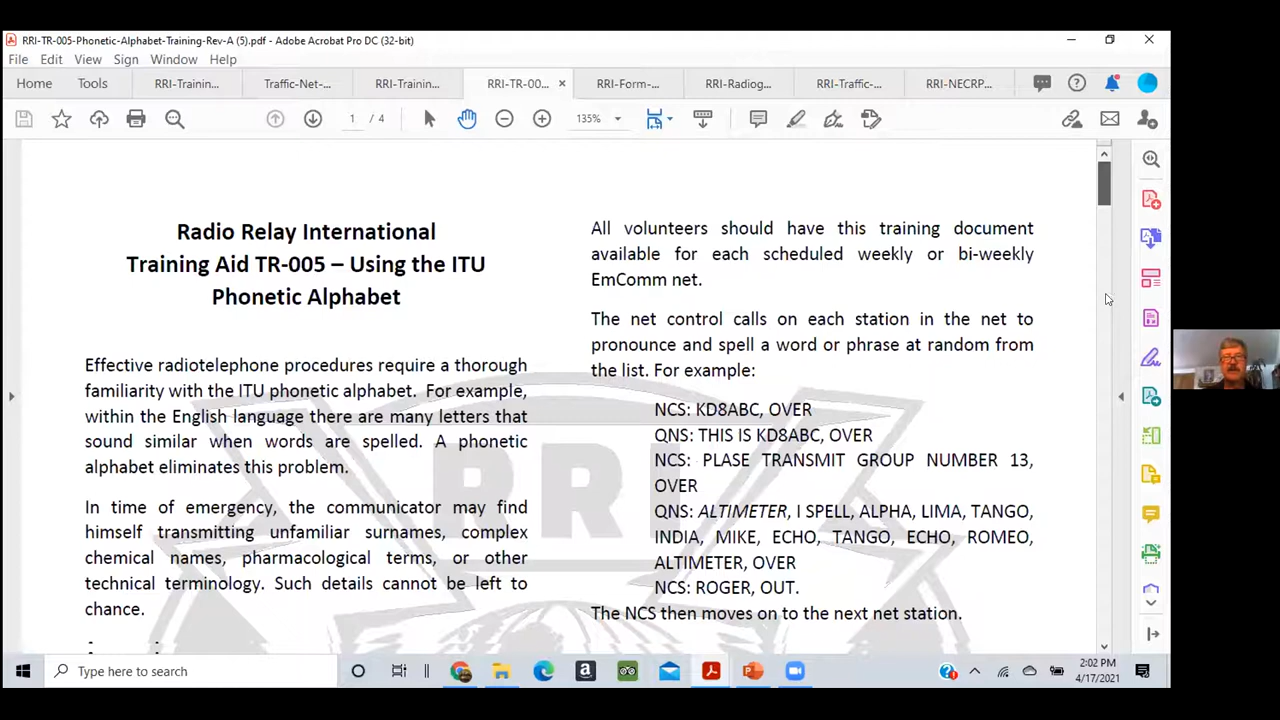 RRI-TR-005-Phonetic-Alphabet-Training-Rev-A (5).pdf - Adobe Acrobat Pro DC (32-bit)
File Edit View Sign Window Help
Home Tools RRI-Trainin... Traffic-Net-... RRI-Trainin... RRI-TR-00... RRI-Form-... RRI-Radiog... RRI-Traffic-... RRI-NECRP...
1 / 4 135%
Radio Relay International
Training Aid TR-005 – Using the ITU
Phonetic Alphabet
Effective radiotelephone procedures require a thorough
familiarity with the ITU phonetic alphabet. For example,
within the English language there are many letters that
sound similar when words are spelled. A phonetic
alphabet eliminates this problem.
In time of emergency, the communicator may find
himself transmitting unfamiliar surnames, complex
chemical names, pharmacological terms, or other
technical terminology. Such details cannot be left to
chance.
All volunteers should have this training document
available for each scheduled weekly or bi-weekly
EmComm net.
The net control calls on each station in the net to
pronounce and spell a word or phrase at random from
the list. For example:
NCS: KD8ABC, OVER
QNS: THIS IS KD8ABC, OVER
NCS: PLASE TRANSMIT GROUP NUMBER 13,
OVER
QNS: ALTIMETER, I SPELL, ALPHA, LIMA, TANGO,
INDIA, MIKE, ECHO, TANGO, ECHO, ROMEO,
ALTIMETER, OVER
NCS: ROGER, OUT.
The NCS then moves on to the next net station.
RRI
Type here to search
2:02 PM
4/17/2021